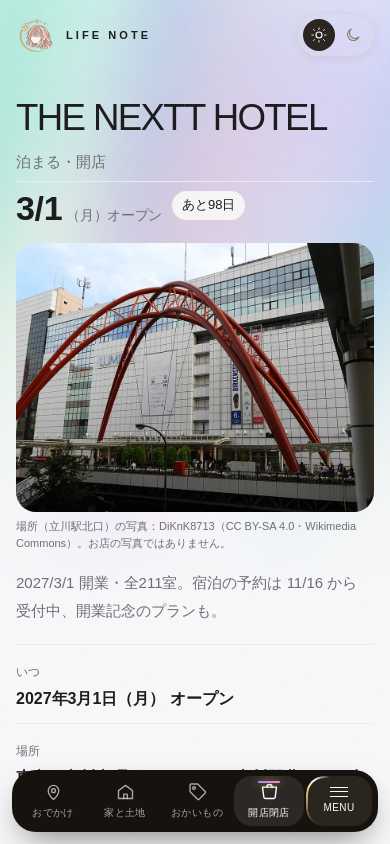 LIFE NOTE
THE NEXTT HOTEL
泊まる・開店
3/1 （月）オープン あと98日
場所（立川駅北口）の写真：DiKnK8713（CC BY-SA 4.0・Wikimedia
Commons）。お店の写真ではありません。
2027/3/1 開業・全211室。宿泊の予約は 11/16 から
受付中、開業記念のプランも。
いつ
2027年3月1日（月） オープン
場所
おでかけ
家と土地
おかいもの
開店閉店
MENU